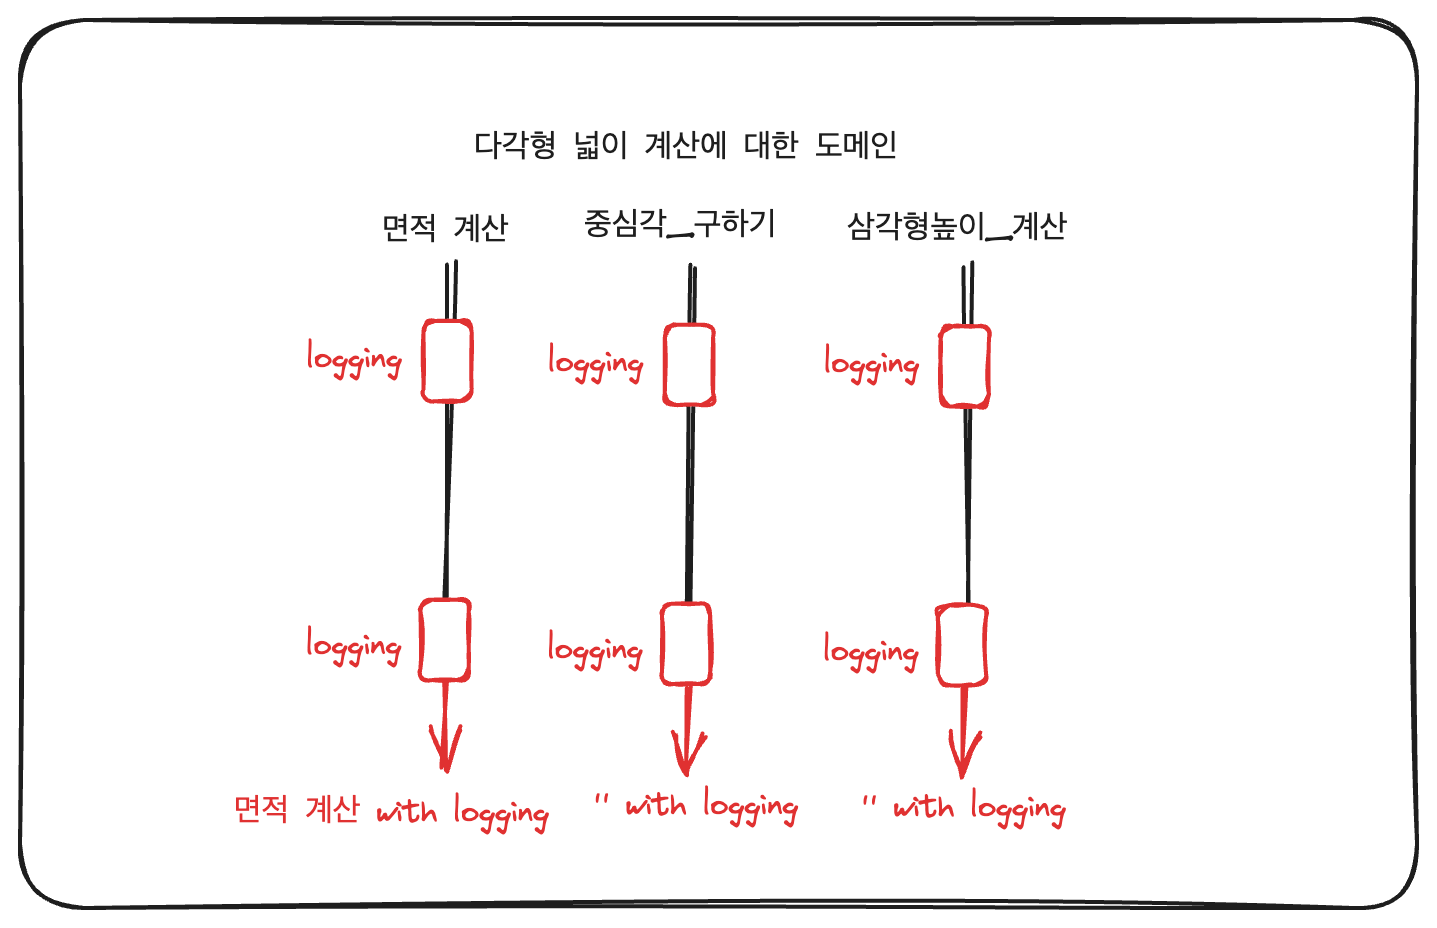 다각형 넓이 계산에 대한 도메인
면적 계산
중심각_구하기
삼각형높이_계산
logging
logging
logging
logging
logging
logging
면적 계산 with logging
" with logging
" with logging